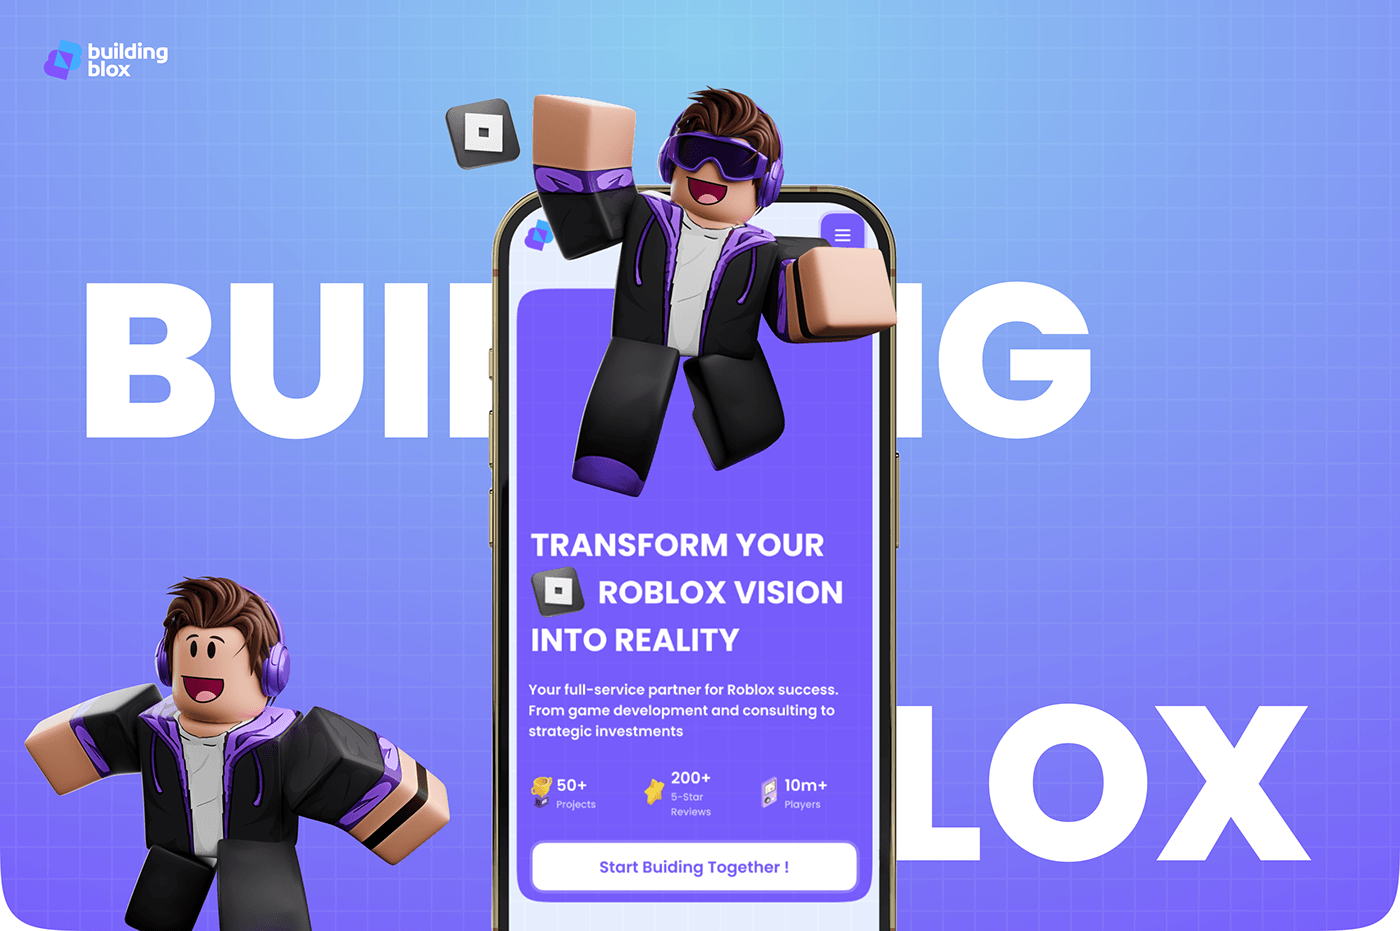 building
blox
BUI
NG
TRANSFORM YOUR
ROBLOX VISION
INTO REALITY
Your full-service partner for Roblox success.
From game development and consulting to
strategic investments
50+
Projects
200+
5-Star
Reviews
10m+
Players
Start Buiding Together !
LOX